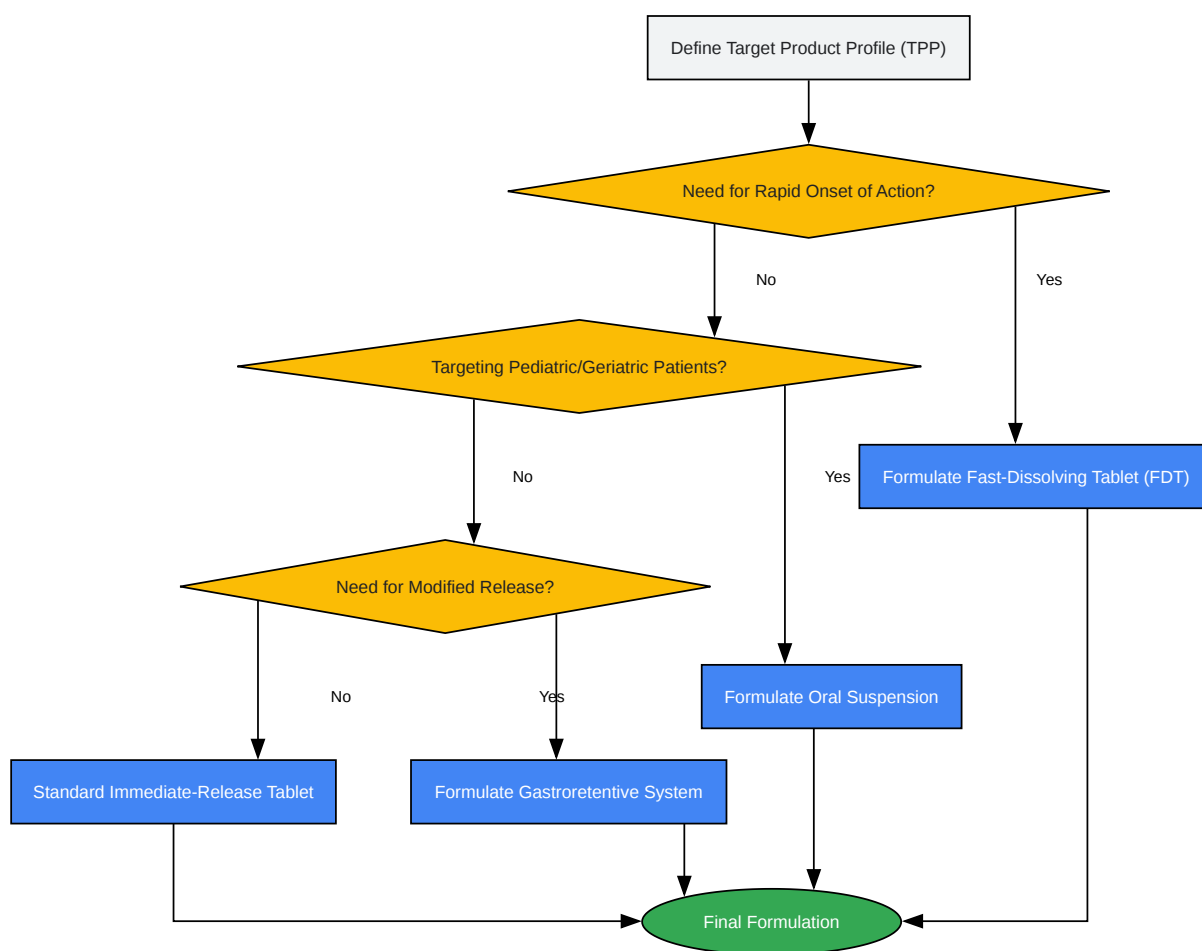 Define Target Product Profile (TPP)
Need for Rapid Onset of Action?
No
Yes
Targeting Pediatric/Geriatric Patients?
No
Yes
Formulate Fast-Dissolving Tablet (FDT)
Need for Modified Release?
No
Yes
Formulate Oral Suspension
Standard Immediate-Release Tablet
Formulate Gastroretentive System
Final Formulation